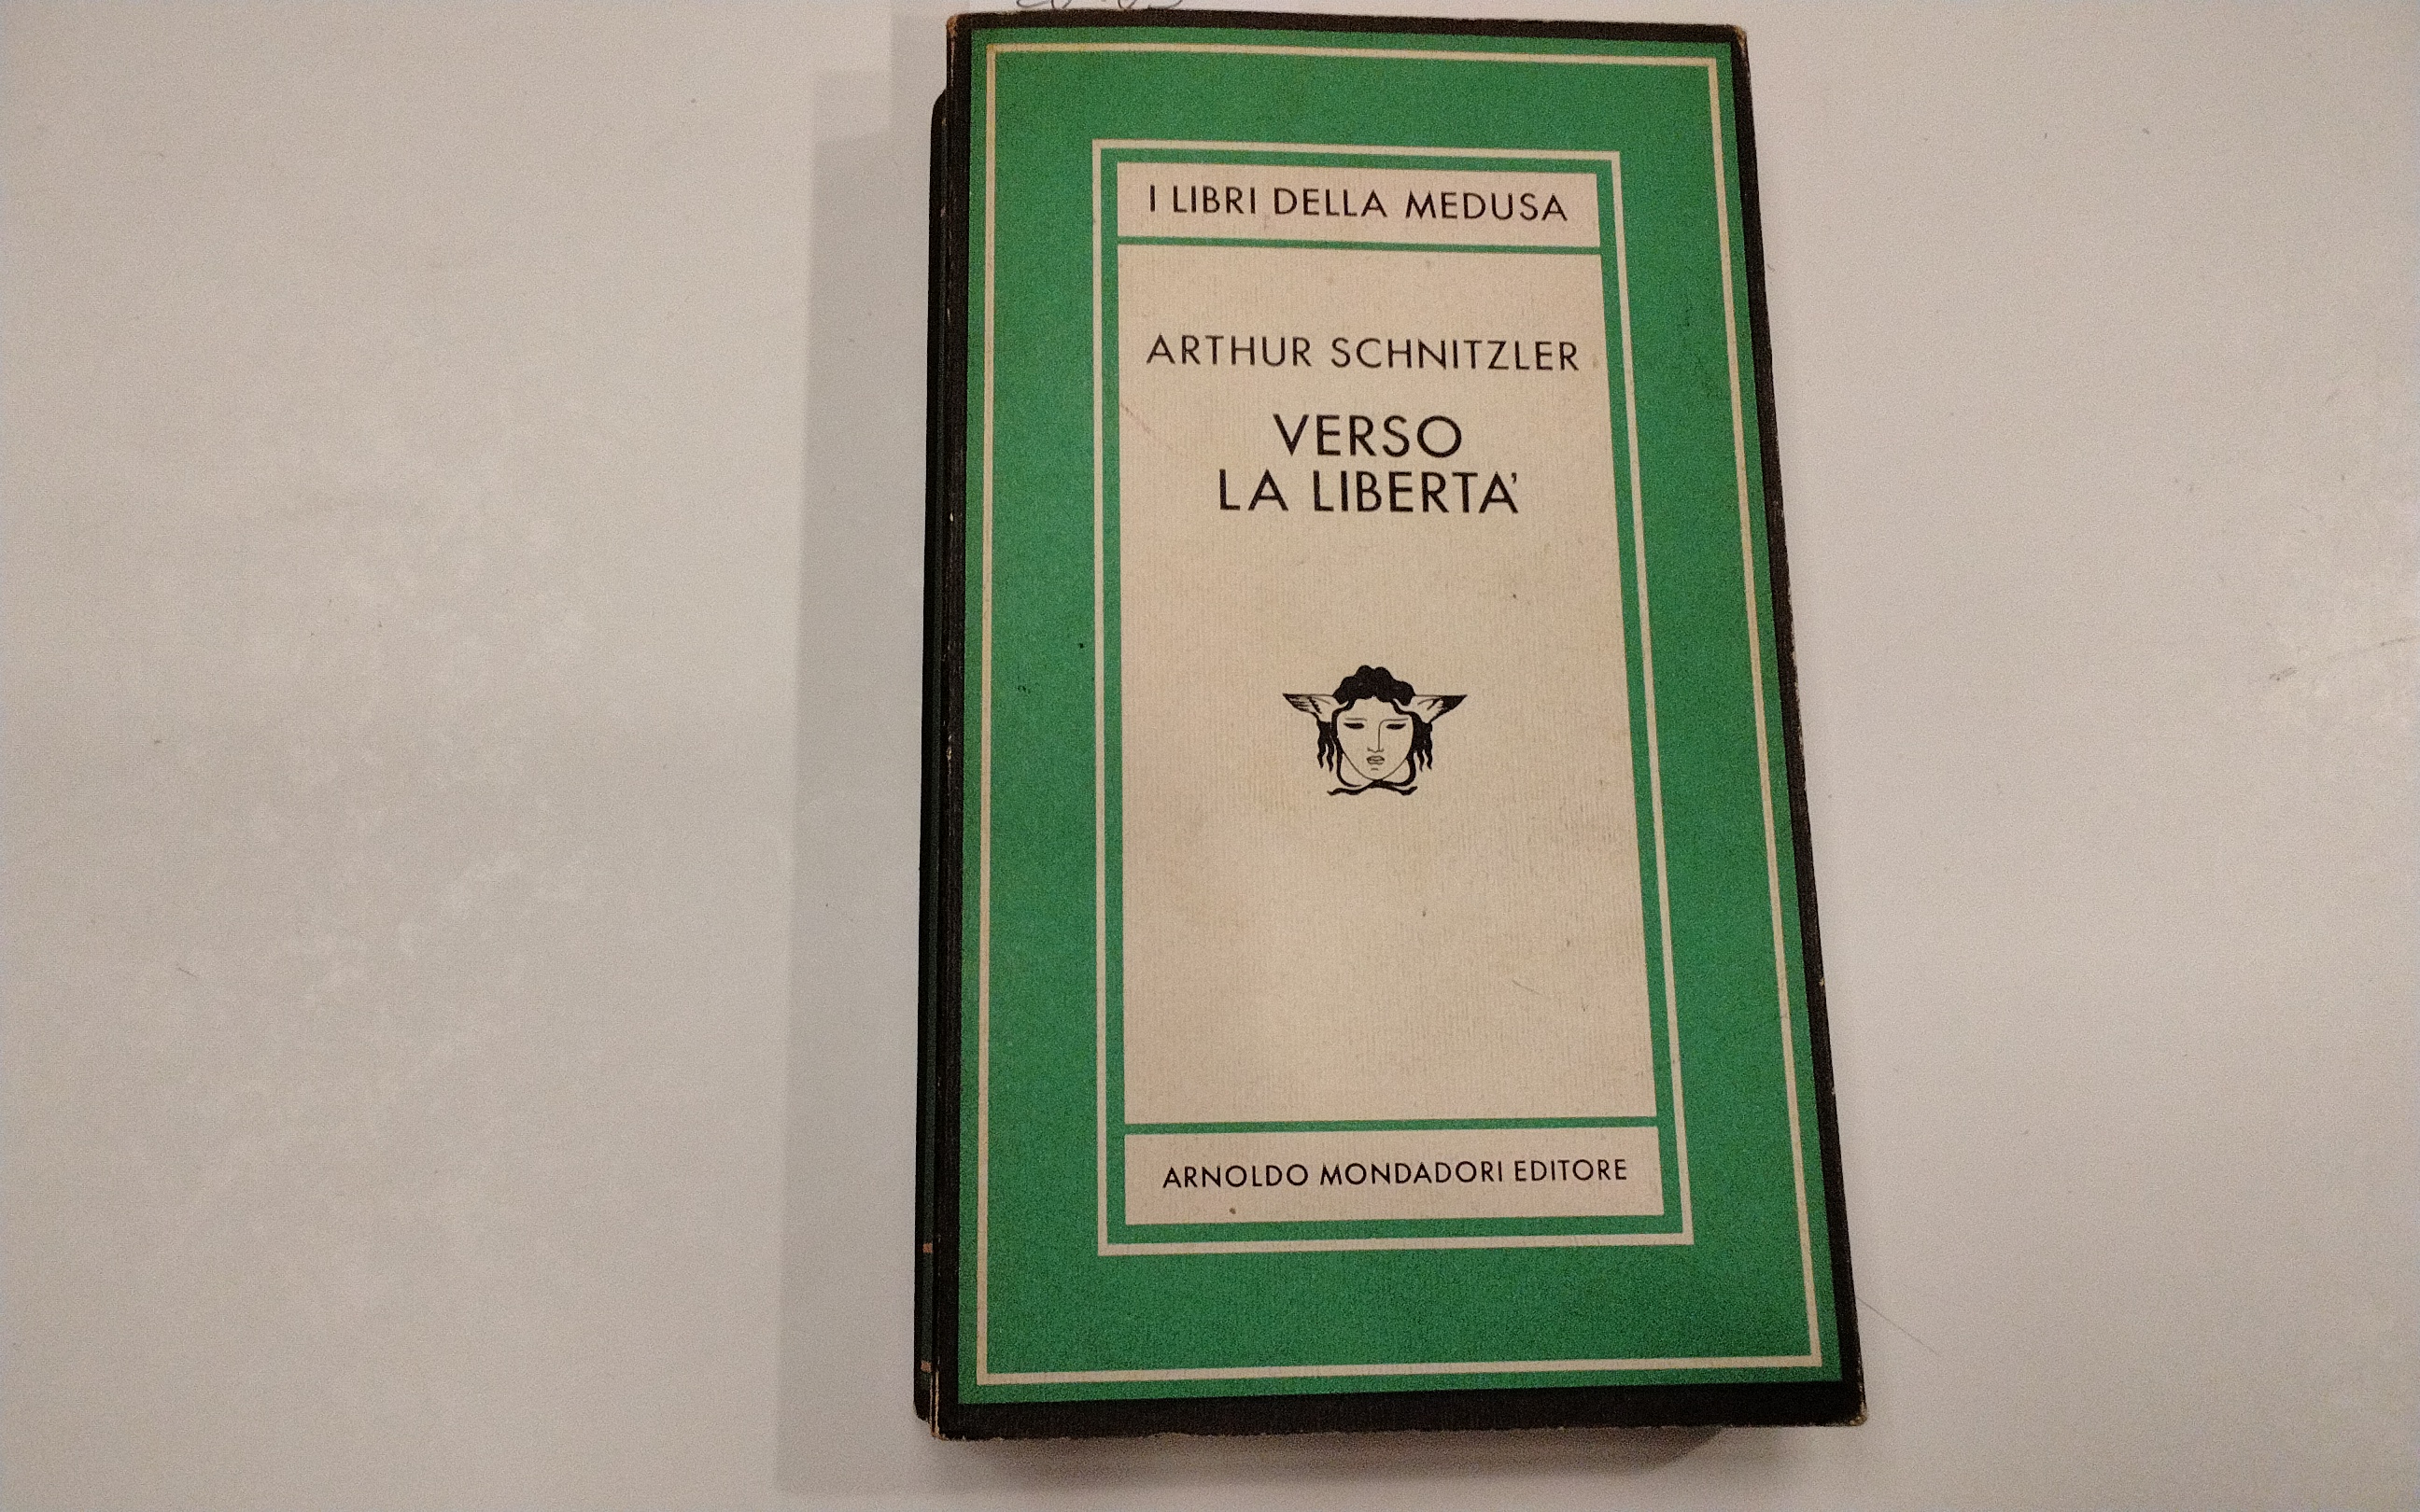 I LIBRI DELLA MEDUSA
ARTHUR SCHNITZLER
VERSO
LA LIBERTA'
ARNOLDO MONDADORI EDITORE